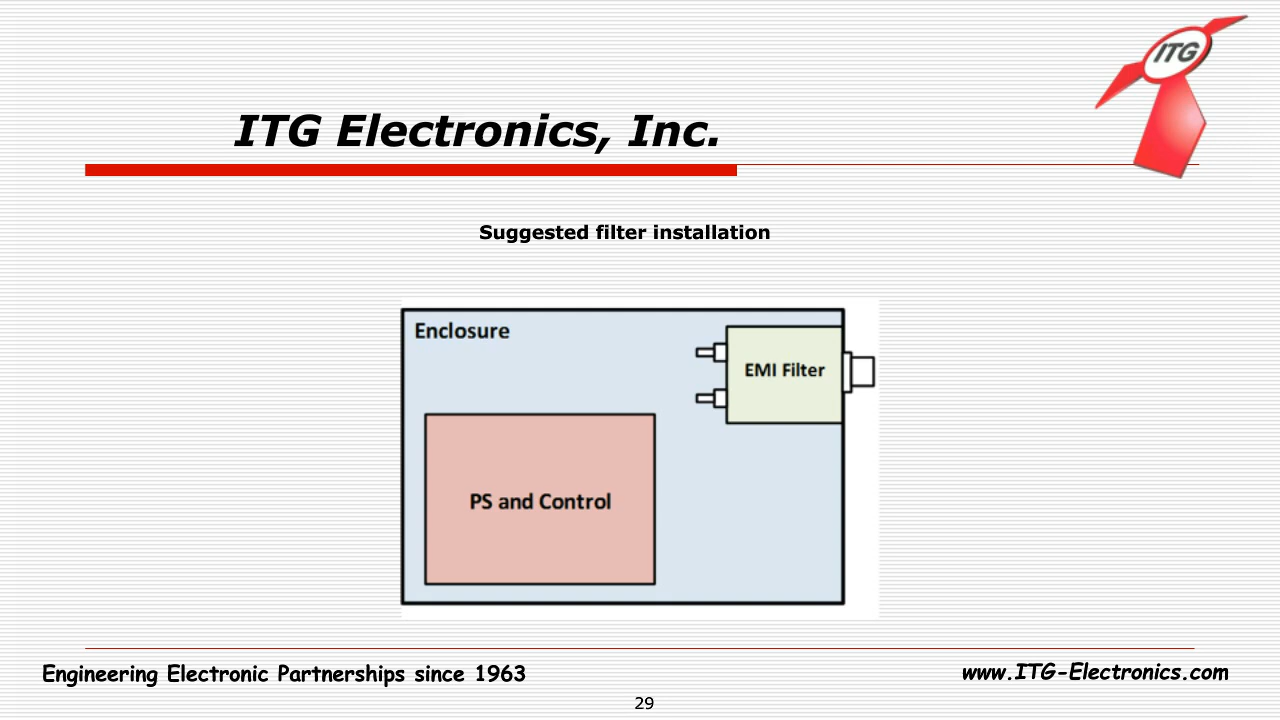 ITG
ITG Electronics, Inc.
Suggested filter installation
Enclosure
EMI Filter
PS and Control
Engineering Electronic Partnerships since 1963
www.ITG-Electronics.com
29